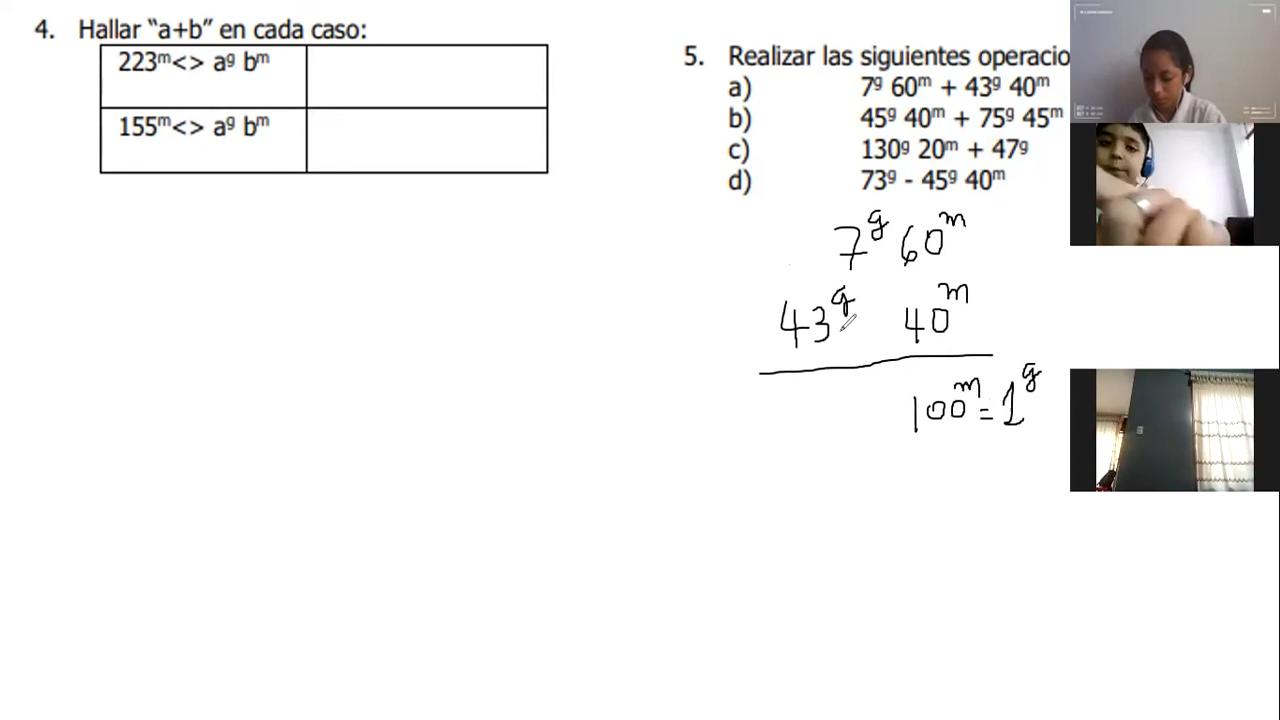 4. Hallar “a+b” en cada caso:
223ᵐ<> aᵍ bᵐ
155ᵐ<> aᵍ bᵐ
5. Realizar las siguientes operacio
a) 7ᵍ 60ᵐ + 43ᵍ 40ᵐ
b) 45ᵍ 40ᵐ + 75ᵍ 45ᵐ
c) 130ᵍ 20ᵐ + 47ᵍ
d) 73ᵍ - 45ᵍ 40ᵐ
7ᵍ 60ᵐ
43ᵍ 40ᵐ
100ᵐ = 1ᵍ